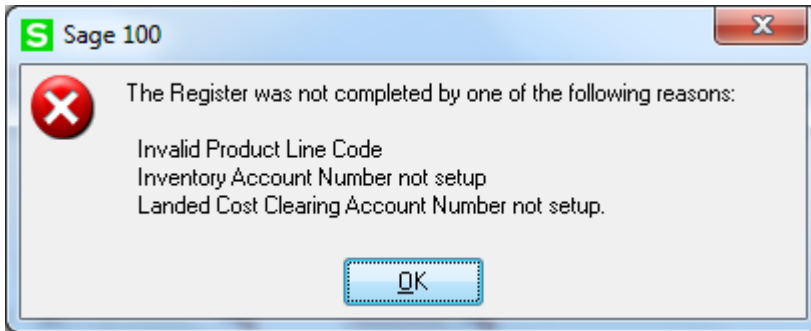 S Sage 100
The Register was not completed by one of the following reasons:
Invalid Product Line Code
Inventory Account Number not setup
Landed Cost Clearing Account Number not setup.
OK